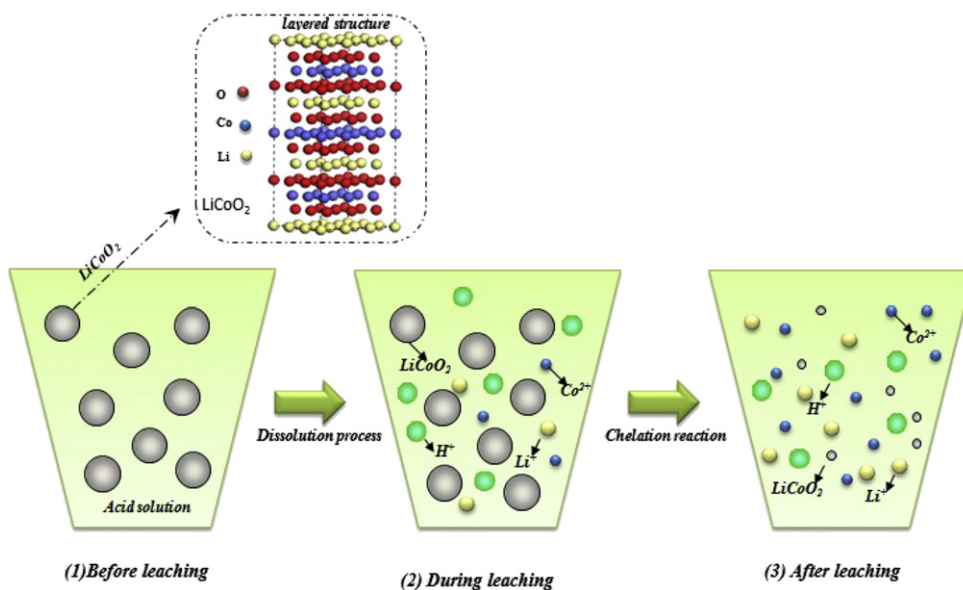 layered structure
O
Co
Li
LiCoO₂
LiCoO₂
LiCoO₂
Co²⁺
H⁺
Li⁺
Acid solution
Dissolution process
Co²⁺
H⁺
LiCoO₂
Li⁺
Chelation reaction
(1)Before leaching
(2) During leaching
(3) After leaching